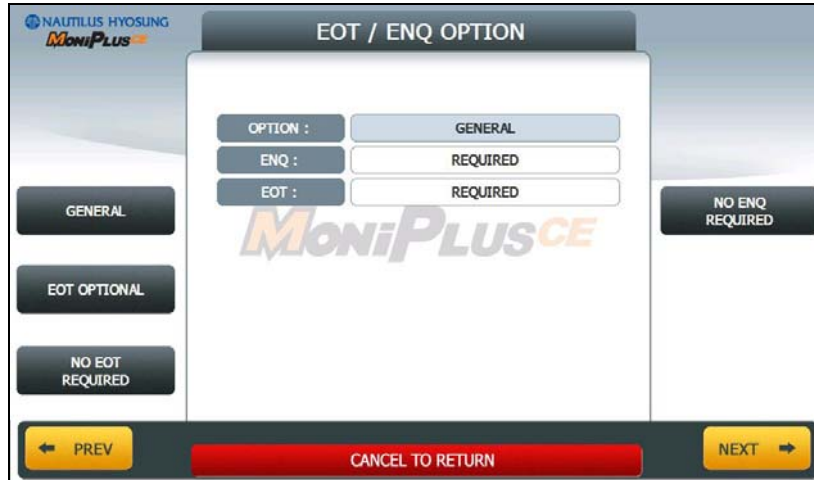 NAUTILUS HYOSUNG
MoniPlusCE
EOT / ENQ OPTION
OPTION : GENERAL
ENQ : REQUIRED
EOT : REQUIRED
MoniPlusCE
GENERAL
EOT OPTIONAL
NO EOT
REQUIRED
NO ENQ
REQUIRED
PREV
CANCEL TO RETURN
NEXT